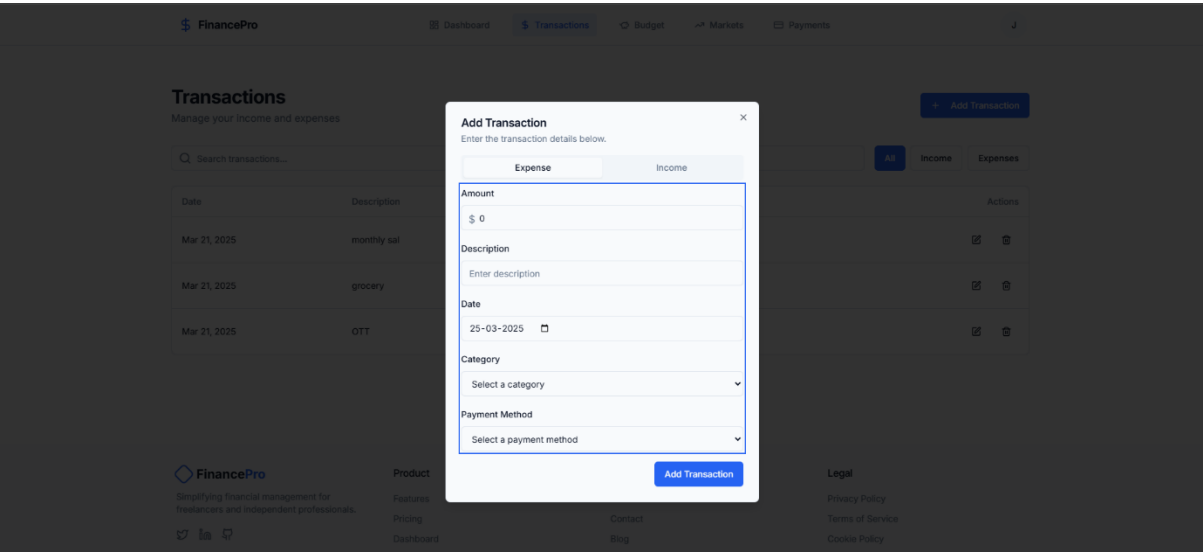 FinancePro
Dashboard
Transactions
Budget
Markets
Payments
J
Transactions
Manage your income and expenses
+ Add Transaction
Search transactions...
All
Income
Expenses
Date
Description
Actions
Mar 21, 2025
monthly sal
Mar 21, 2025
grocery
Mar 21, 2025
OTT
Add Transaction
×
Enter the transaction details below.
Expense
Income
Amount
$ 0
Description
Enter description
Date
25-03-2025
Category
Select a category
Payment Method
Select a payment method
Add Transaction
FinancePro
Simplifying financial management for
freelancers and independent professionals.
Product
Features
Pricing
Dashboard
Contact
Blog
Legal
Privacy Policy
Terms of Service
Cookie Policy